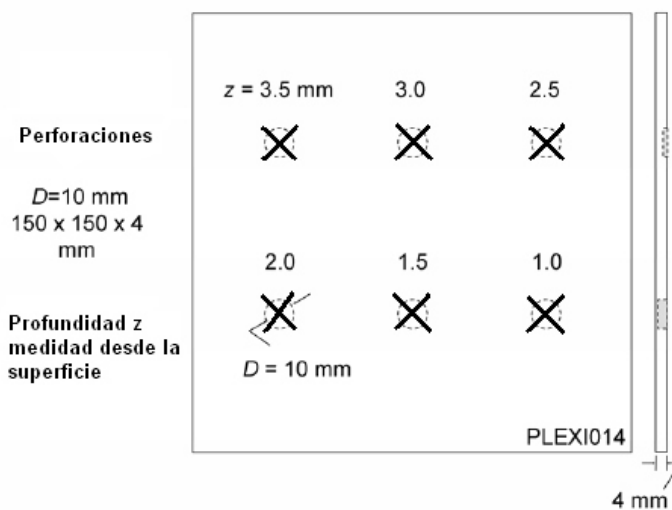 z = 3.5 mm 3.0 2.5
Perforaciones
D=10 mm
150 x 150 x 4
mm
2.0 1.5 1.0
Profundidad z
medidad desde la
superficie
D = 10 mm
PLEXI014
4 mm